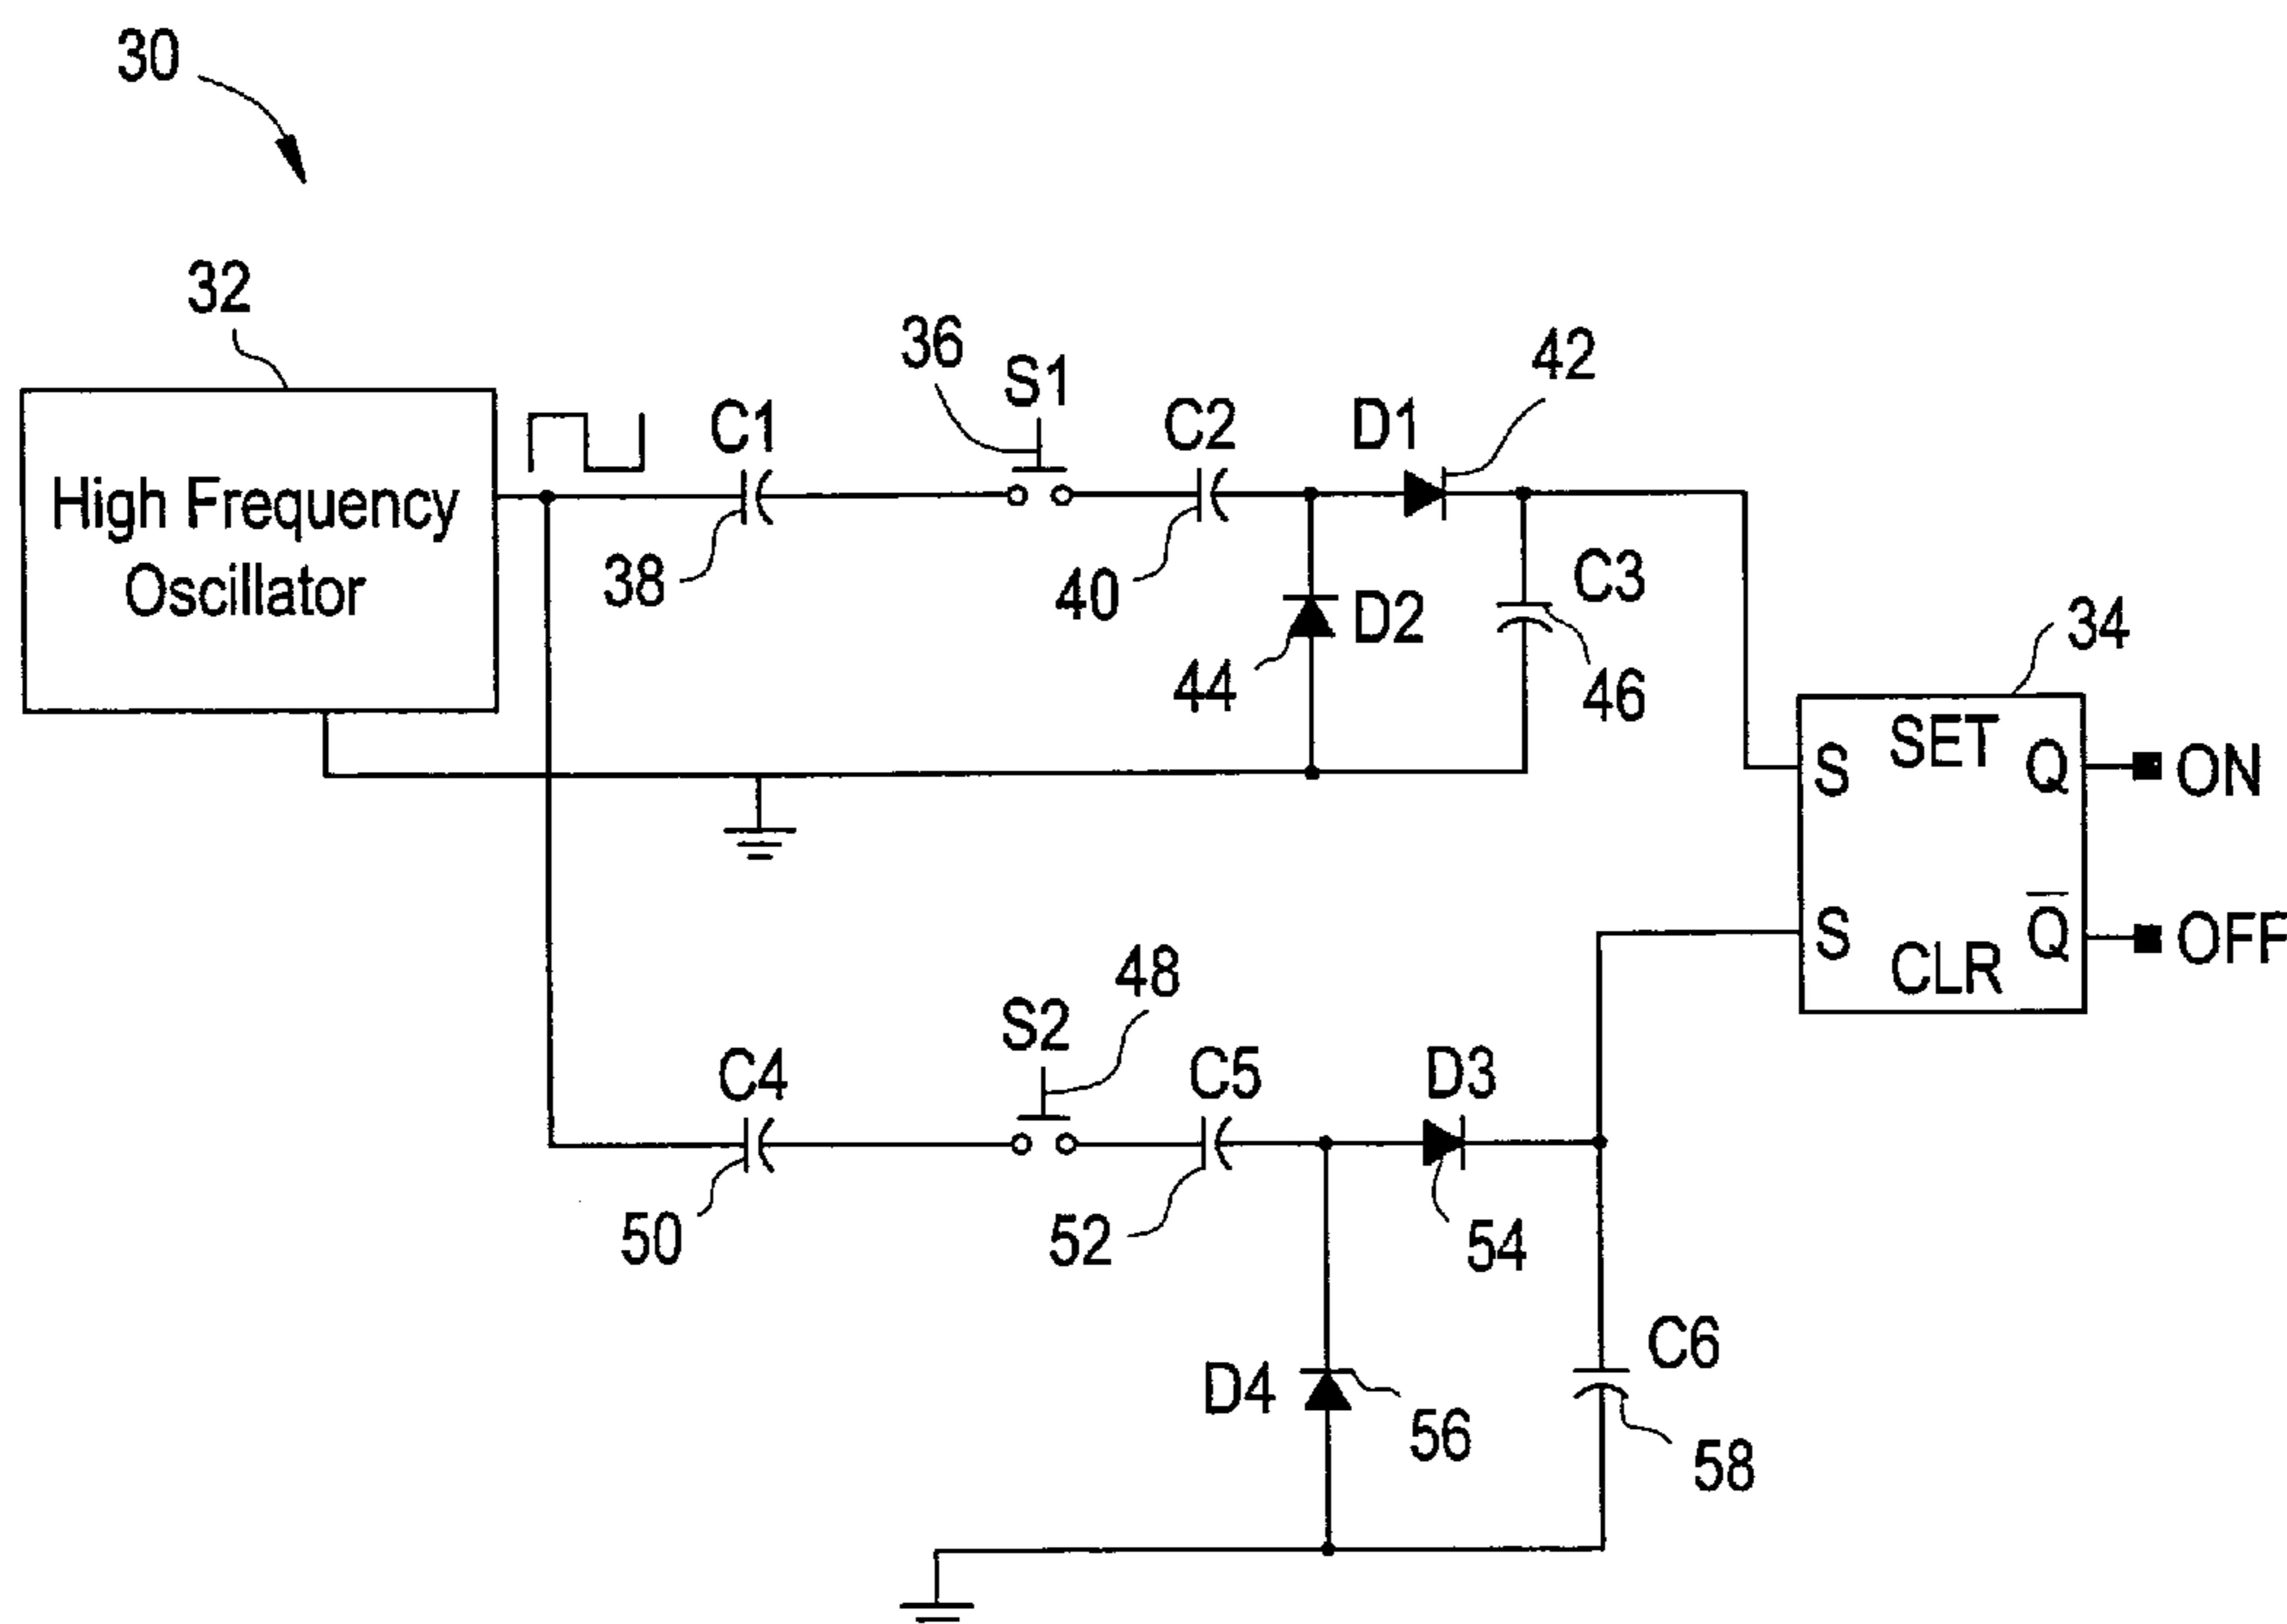 30
32
High Frequency
Oscillator
C1
38
36
S1
C2
40
D1
42
D2
44
C3
46
34
S
SET
Q
ON
S
CLR
Q̅
OFF
C4
50
S2
48
C5
52
D3
54
D4
56
C6
58